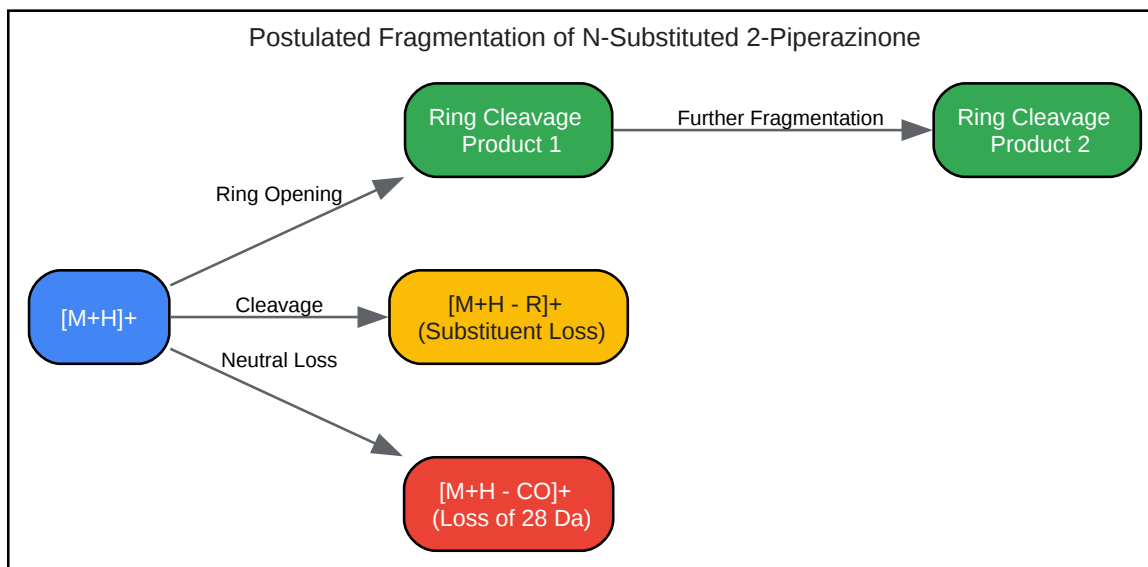 Postulated Fragmentation of N-Substituted 2-Piperazinone
Ring Cleavage
Product 1
Further Fragmentation
Ring Cleavage
Product 2
Ring Opening
[M+H]+
Cleavage
[M+H - R]+
(Substituent Loss)
Neutral Loss
[M+H - CO]+
(Loss of 28 Da)